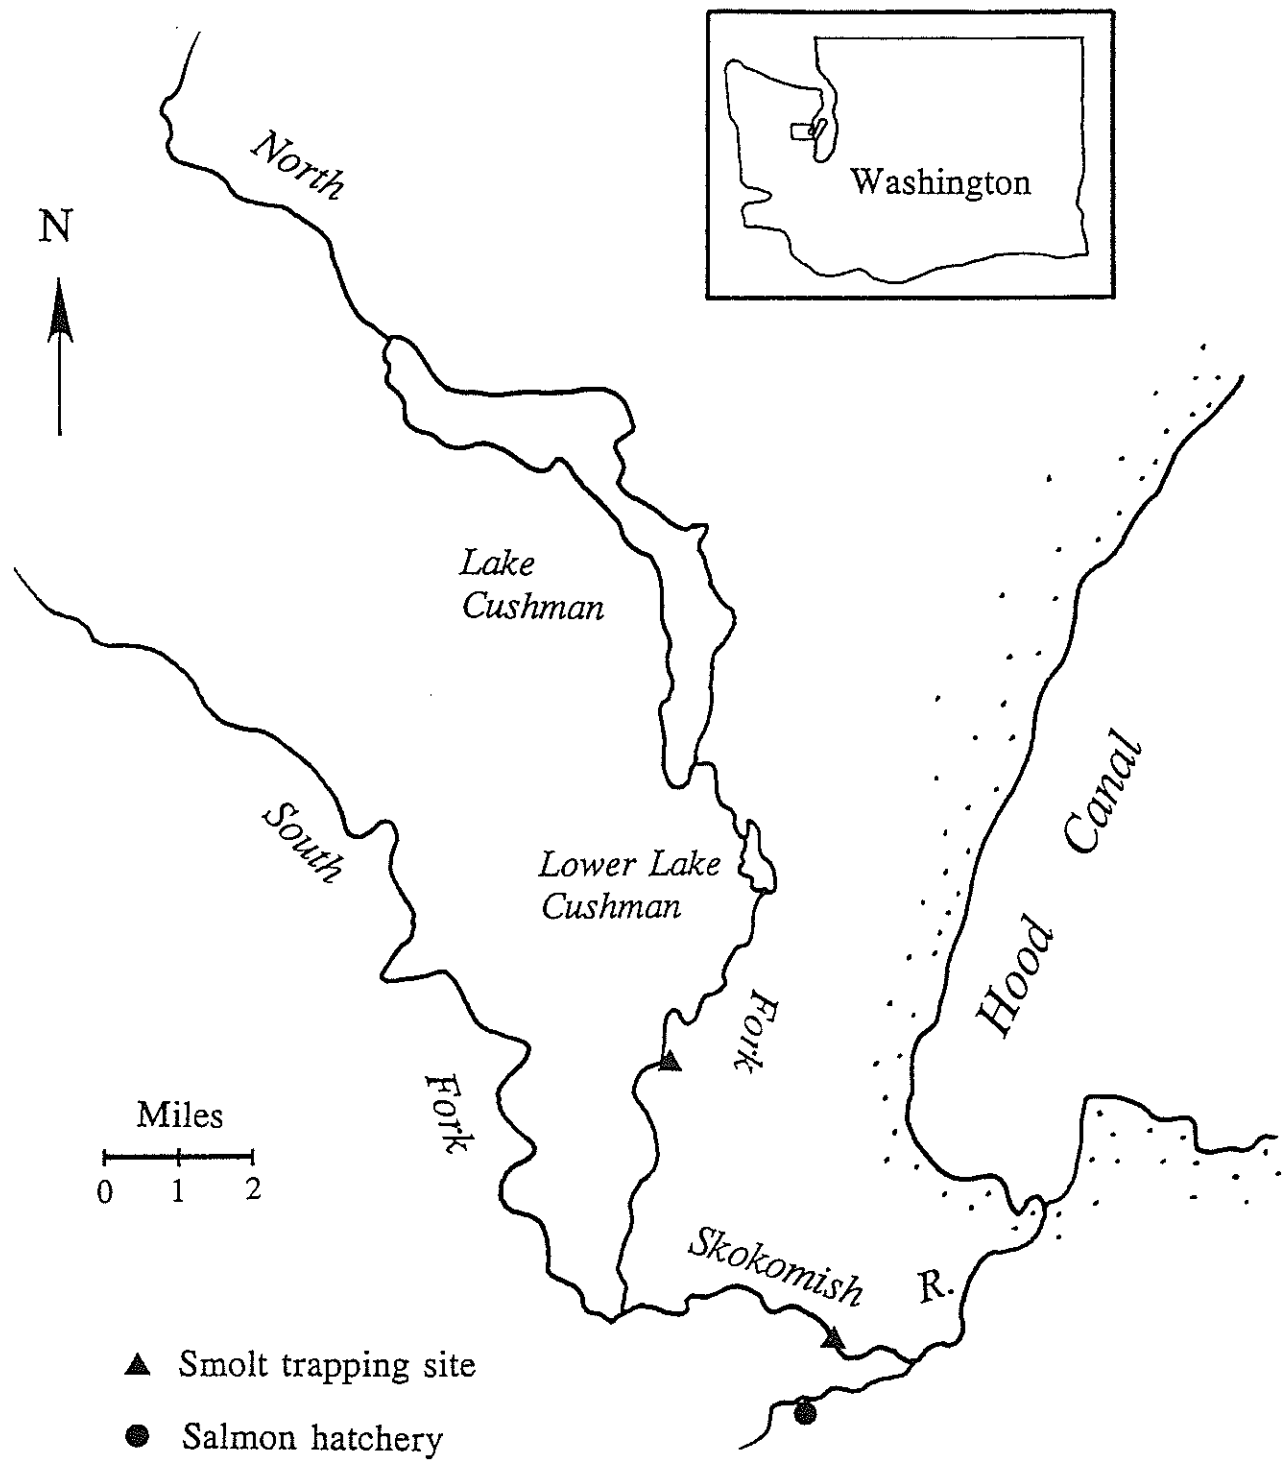 North
N
Washington
Lake
Cushman
South
Lower Lake
Cushman
Hood Canal
Fork
Fork
Miles
0 1 2
Skokomish R.
▲ Smolt trapping site
● Salmon hatchery